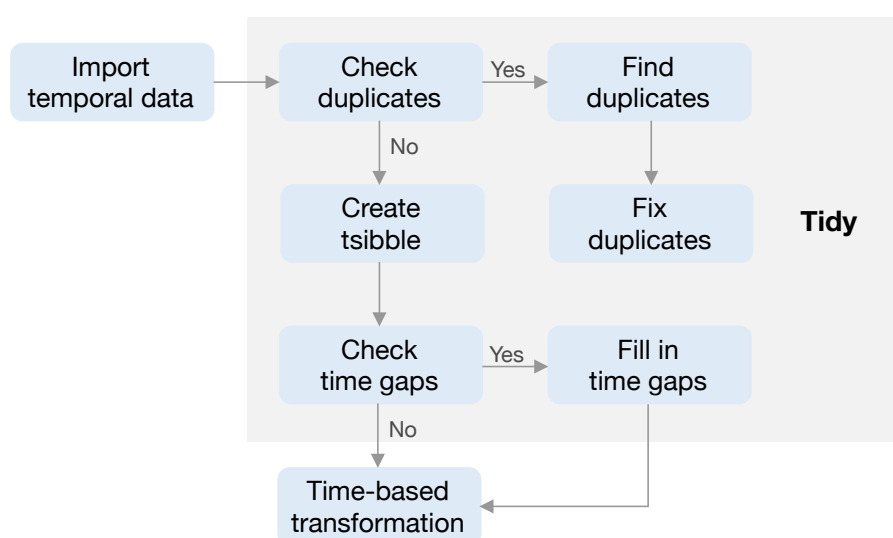 Import
temporal data
Check
duplicates
Yes
Find
duplicates
No
Create
tsibble
Fix
duplicates
Tidy
Check
time gaps
Yes
Fill in
time gaps
No
Time-based
transformation